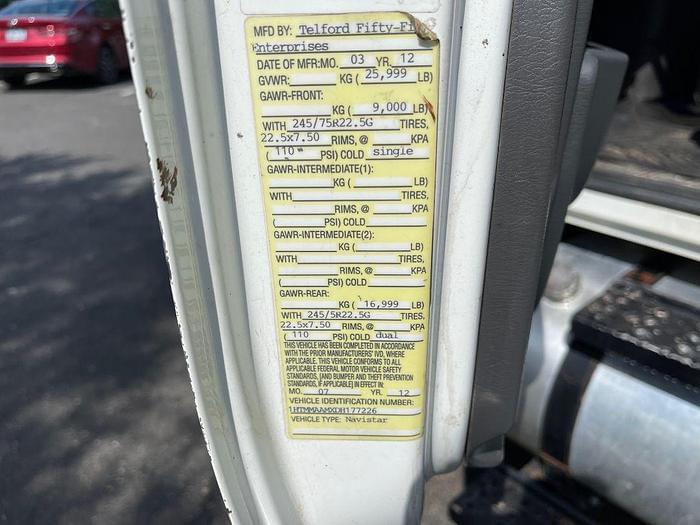 MFD BY: Telford Fifty-Fi
Enterprises
DATE OF MFR:MO. 03 YR. 12
GVWR: KG ( 25,999 LB)
GAWR-FRONT:
KG ( 9,000 LB)
WITH 245/75R22.5G TIRES,
22.5x7.50 RIMS, @ KPA
( 110 PSI) COLD single
GAWR-INTERMEDIATE(1):
KG ( LB)
WITH TIRES,
RIMS, @ KPA
( PSI) COLD
GAWR-INTERMEDIATE(2):
KG ( LB)
WITH TIRES,
RIMS, @ KPA
( PSI) COLD
GAWR-REAR:
KG ( 16,999 LB)
WITH 245/5R22.5G TIRES,
22.5x7.50 RIMS, @ KPA
( 110 PSI) COLD dual
THIS VEHICLE HAS BEEN COMPLETED IN ACCORDANCE
WITH THE PRIOR MANUFACTURERS' IVD, WHERE
APPLICABLE. THIS VEHICLE CONFORMS TO ALL
APPLICABLE FEDERAL MOTOR VEHICLE SAFETY
STANDARDS, [AND BUMPER AND THEFT PREVENTION
STANDARDS, IF APPLICABLE] IN EFFECT IN:
MO. 07 YR. 12
VEHICLE IDENTIFICATION NUMBER:
1HTMMAAMXDH177226
VEHICLE TYPE: Navistar